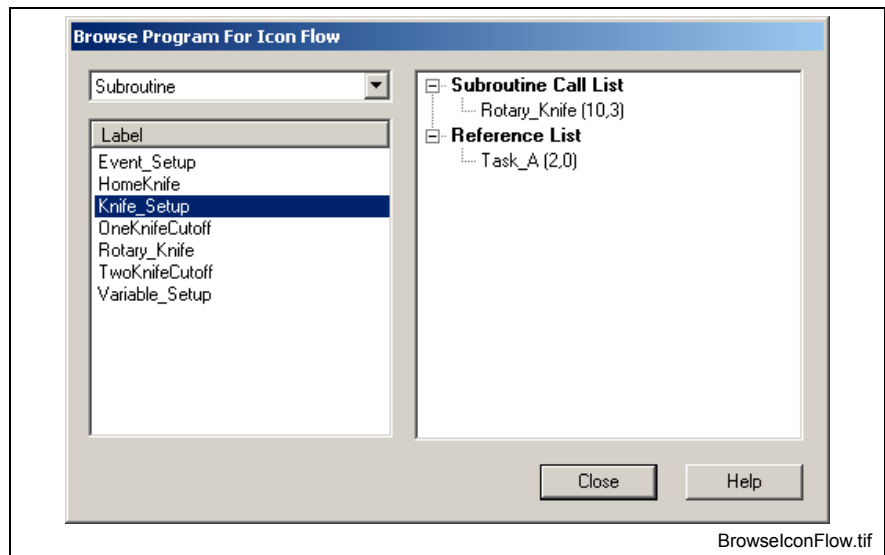 Browse Program For Icon Flow
Subroutine
Label
Event_Setup
HomeKnife
Knife_Setup
OneKnifeCutoff
Rotary_Knife
TwoKnifeCutoff
Variable_Setup
Subroutine Call List
Rotary_Knife (10,3)
Reference List
Task_A (2,0)
Close
Help
BrowseIconFlow.tif